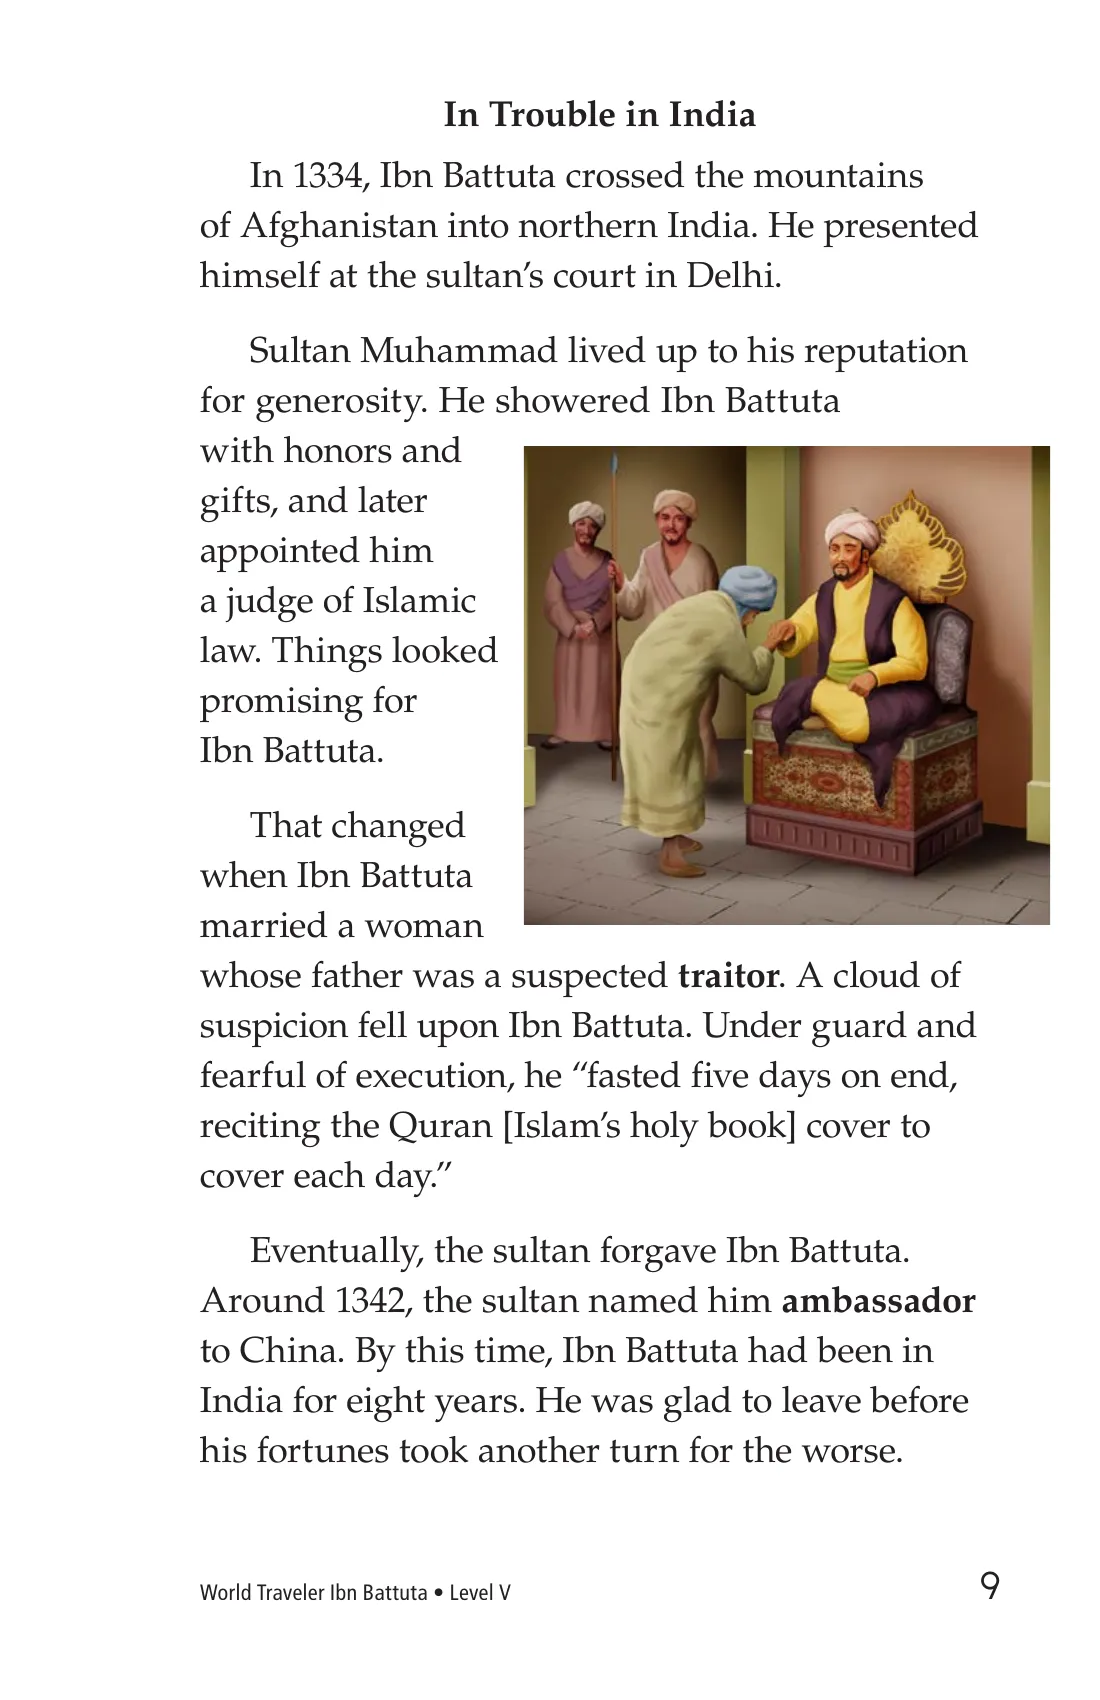 In Trouble in India
In 1334, Ibn Battuta crossed the mountains
of Afghanistan into northern India. He presented
himself at the sultan’s court in Delhi.
Sultan Muhammad lived up to his reputation
for generosity. He showered Ibn Battuta
with honors and
gifts, and later
appointed him
a judge of Islamic
law. Things looked
promising for
Ibn Battuta.
That changed
when Ibn Battuta
married a woman
whose father was a suspected traitor. A cloud of
suspicion fell upon Ibn Battuta. Under guard and
fearful of execution, he “fasted five days on end,
reciting the Quran [Islam’s holy book] cover to
cover each day.”
Eventually, the sultan forgave Ibn Battuta.
Around 1342, the sultan named him ambassador
to China. By this time, Ibn Battuta had been in
India for eight years. He was glad to leave before
his fortunes took another turn for the worse.
World Traveler Ibn Battuta • Level V
9